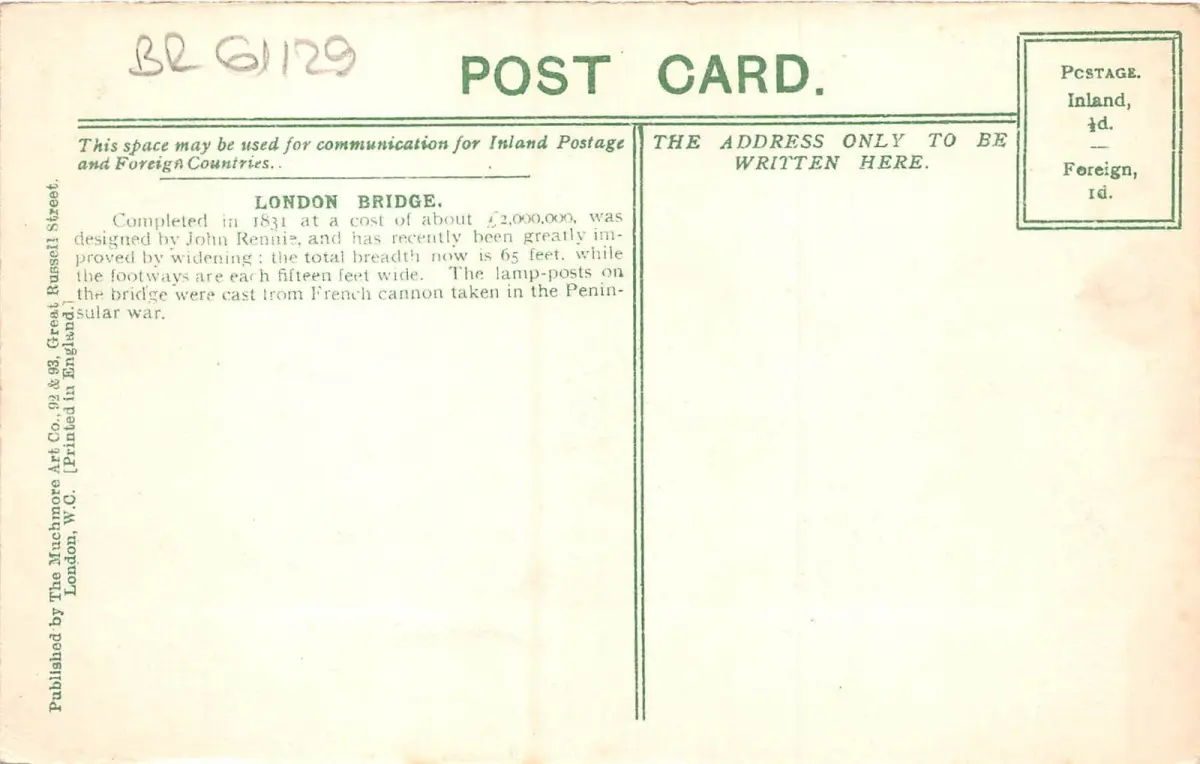 BR 61129
POST CARD.
POSTAGE.
Inland,
½d.
—
Foreign,
1d.
This space may be used for communication for Inland Postage
and Foreign Countries.
THE ADDRESS ONLY TO BE
WRITTEN HERE.
LONDON BRIDGE.
Completed in 1831 at a cost of about £2,000,000, was
designed by John Rennie, and has recently been greatly im-
proved by widening ; the total breadth now is 65 feet. while
the footways are each fifteen feet wide. The lamp-posts on
the bridge were cast from French cannon taken in the Penin-
sular war.
Published by The Muchmore Art Co., 92 & 93, Great Russell Street.
London, W.C. [Printed in England.]